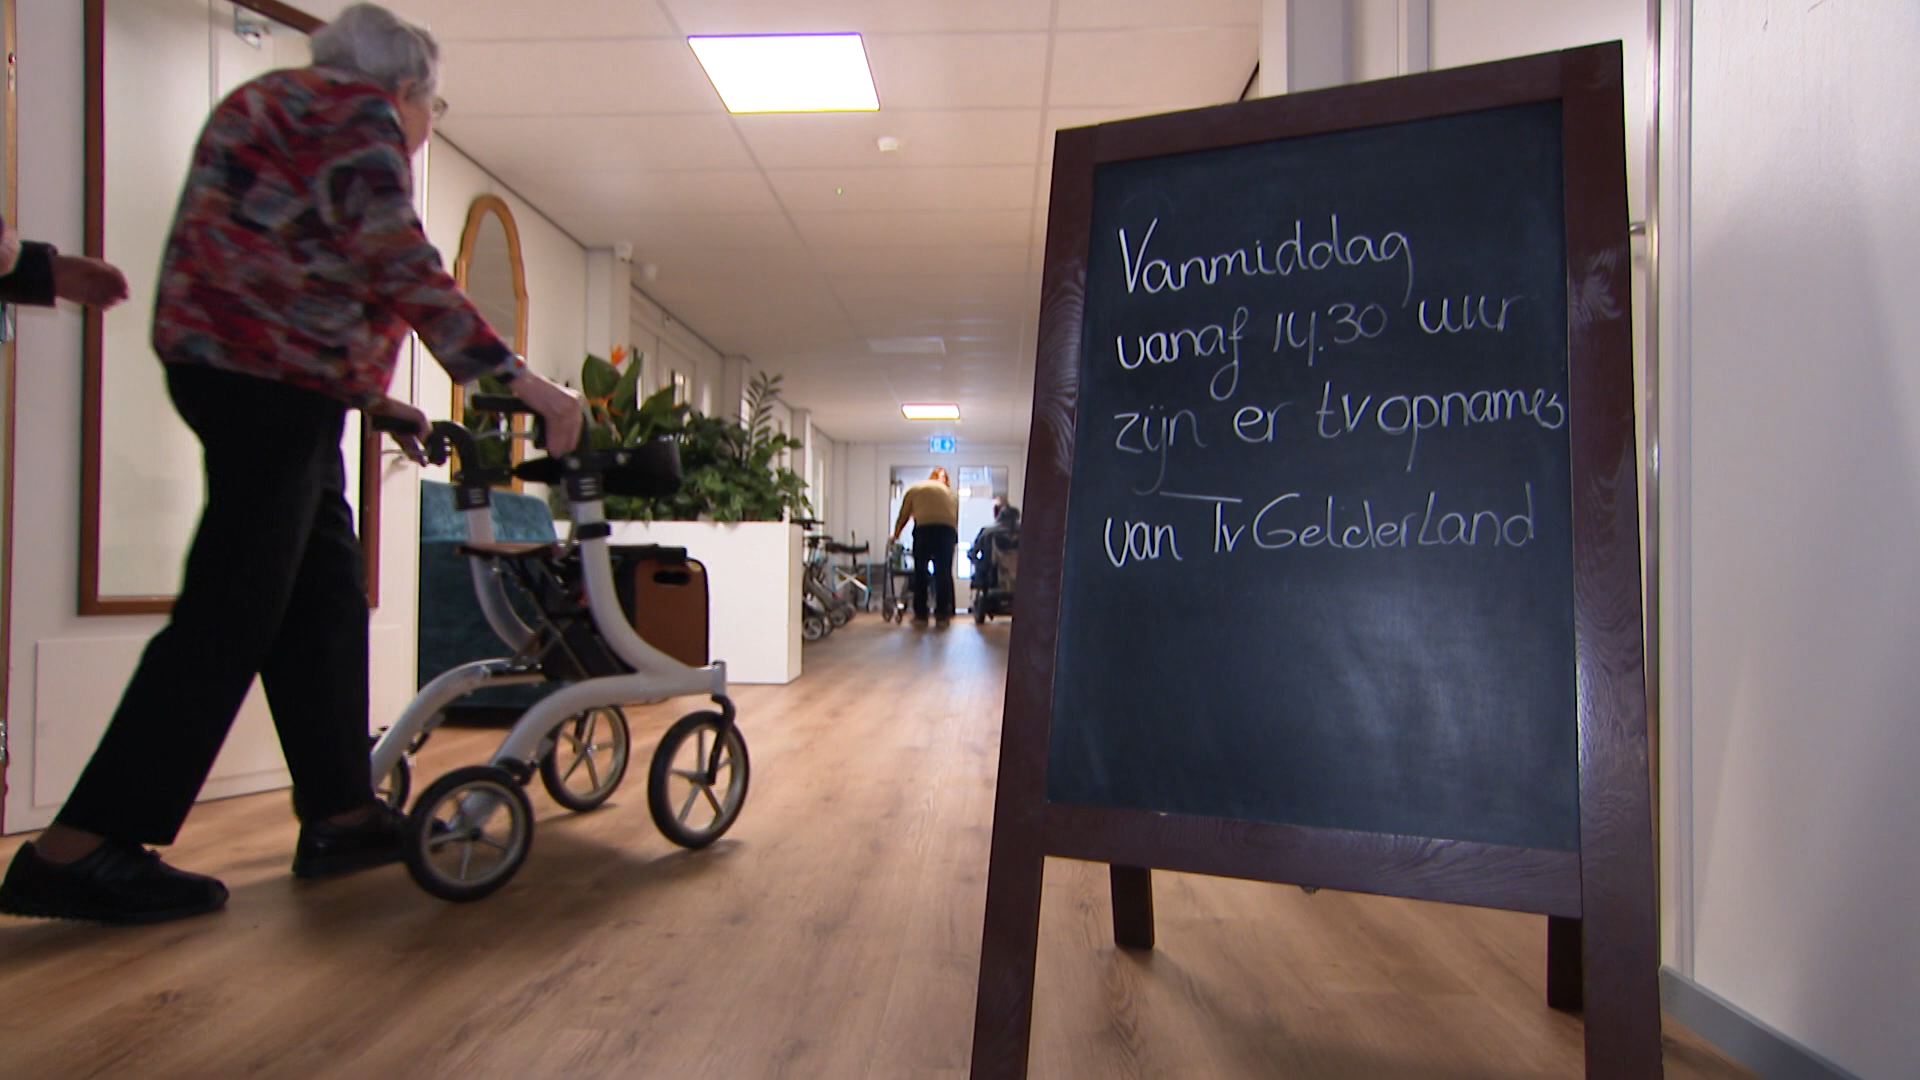 Vanmiddag
vanaf 14.30 uur
zijn er tv opnames
van Tv Gelderland